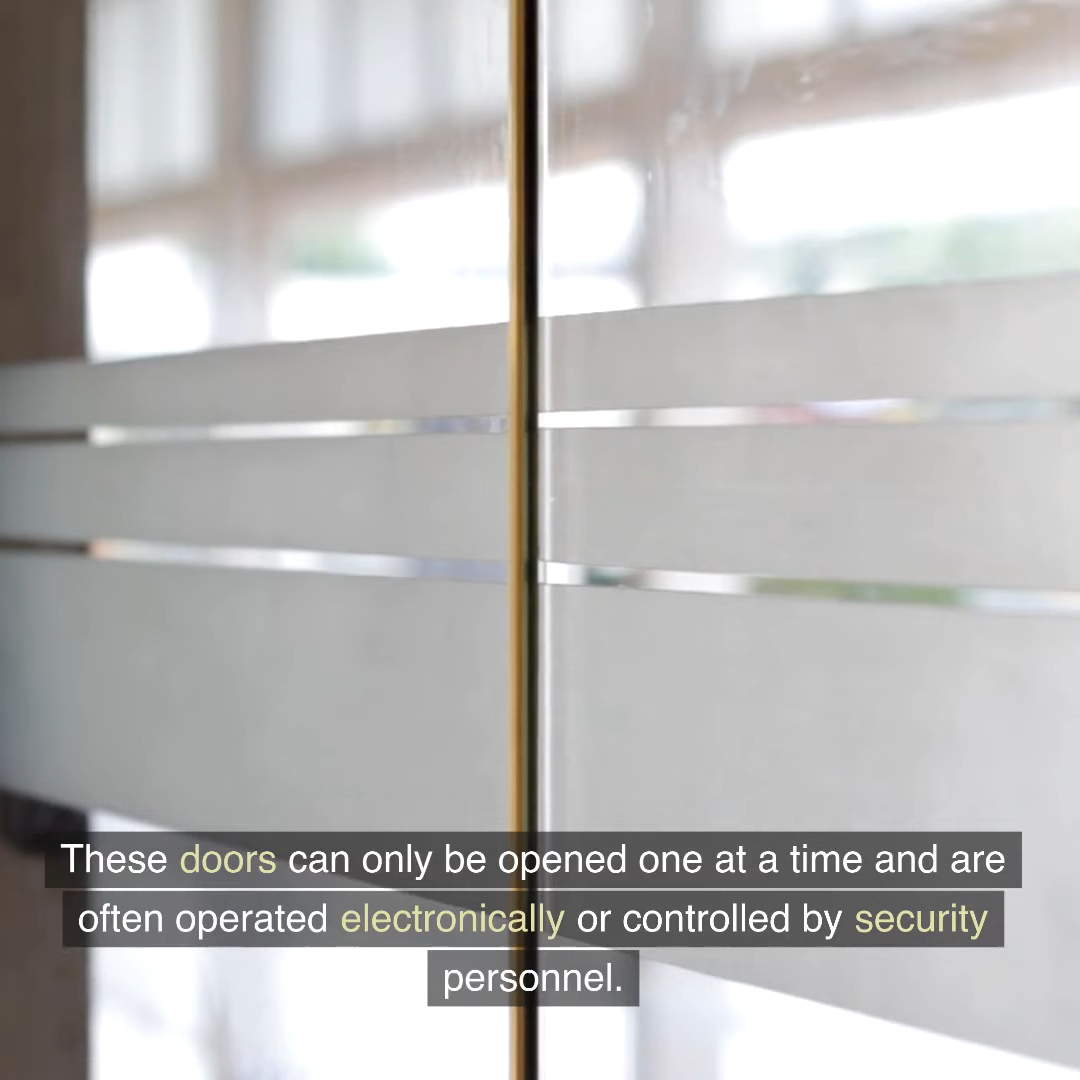 These doors can only be opened one at a time and are
often operated electronically or controlled by security
personnel.